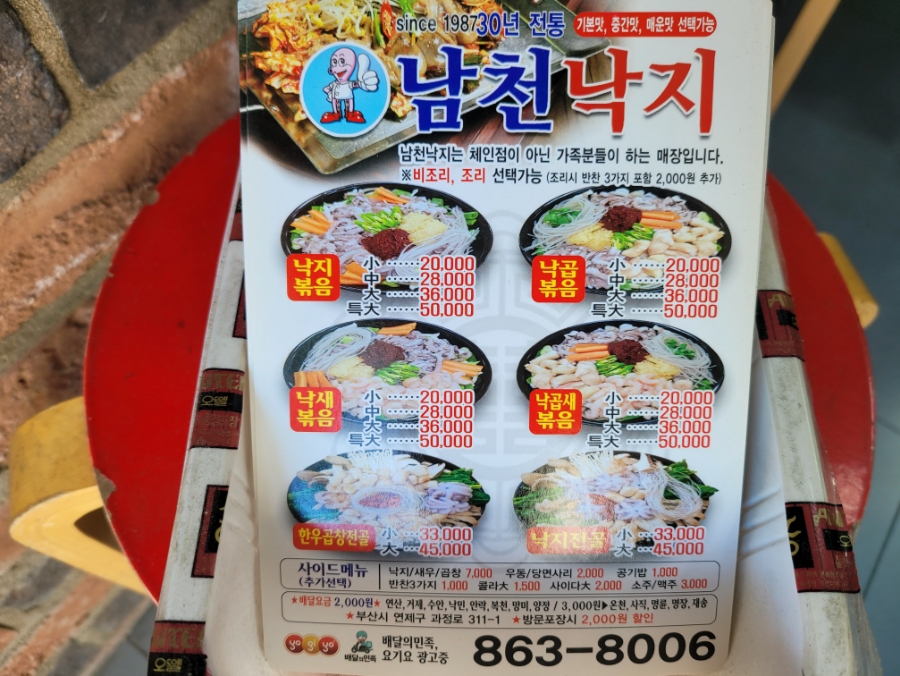 since 1987 30년 전통 기본맛, 중간맛, 매운맛 선택가능
남천낙지
남천낙지는 체인점이 아닌 가족분들이 하는 매장입니다.
※비조리, 조리 선택가능 (조리시 반찬 3가지 포함 2,000원 추가)
낙지볶음
小 ······20,000
中 ······28,000
大 ······36,000
특大 ······50,000
낙곱볶음
小 ······20,000
中 ······28,000
大 ······36,000
특大 ······50,000
낙새볶음
小 ······20,000
中 ······28,000
大 ······36,000
특大 ······50,000
낙곱새볶음
小 ······20,000
中 ······28,000
大 ······36,000
특大 ······50,000
한우곱창전골
小 ······33,000
大 ······45,000
낙지전골
小 ······33,000
大 ······45,000
사이드메뉴
(추가선택)
낙지/새우/곱창 7,000 우동/당면사리 2,000 공기밥 1,000
반찬3가지 1,000 콜라大 1,500 사이다大 2,000 소주/맥주 3,000
★배달요금 2,000원★ 연산, 거제, 수안, 낙민, 안락, 복천, 망미, 양정 / 3,000원▶온천, 사직, 명륜, 명장, 재송
★부산시 연제구 과정로 311-1 ★방문포장시 2,000원 할인
yogiyo
배달의민족
배달의민족,
요기요 광고중
863-8006